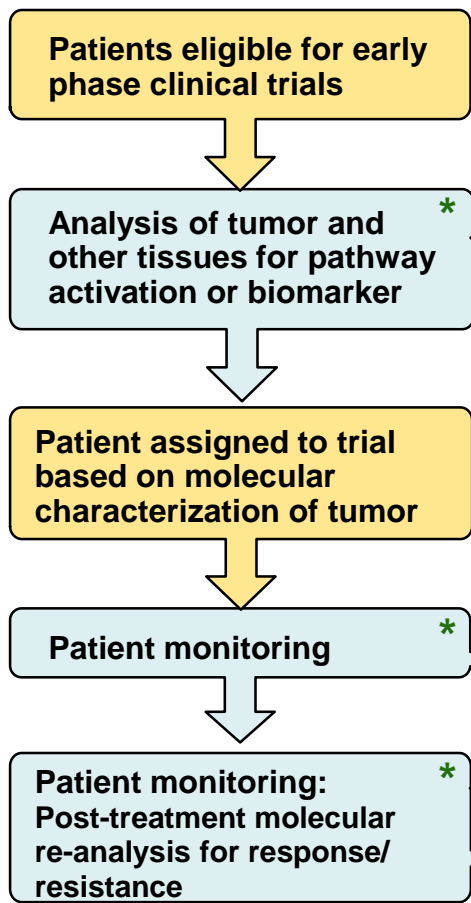 Patients eligible for early
phase clinical trials
*
Analysis of tumor and
other tissues for pathway
activation or biomarker
Patient assigned to trial
based on molecular
characterization of tumor
*
Patient monitoring
*
Patient monitoring:
Post-treatment molecular
re-analysis for response/
resistance